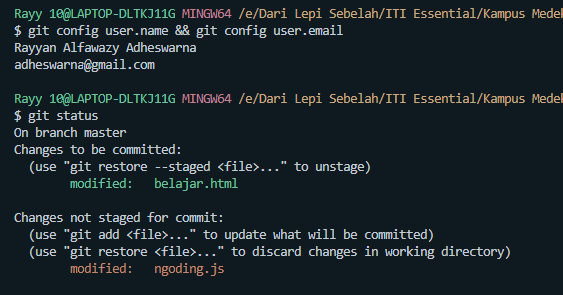 Rayy 10@LAPTOP-DLTKJ11G MINGW64 /e/Dari Lepi Sebelah/ITI Essential/Kampus Medek
$ git config user.name && git config user.email
Rayyan Alfawazy Adheswarna
adheswarna@gmail.com
Rayy 10@LAPTOP-DLTKJ11G MINGW64 /e/Dari Lepi Sebelah/ITI Essential/Kampus Medek
$ git status
On branch master
Changes to be committed:
(use "git restore --staged <file>..." to unstage)
modified: belajar.html
Changes not staged for commit:
(use "git add <file>..." to update what will be committed)
(use "git restore <file>..." to discard changes in working directory)
modified: ngoding.js